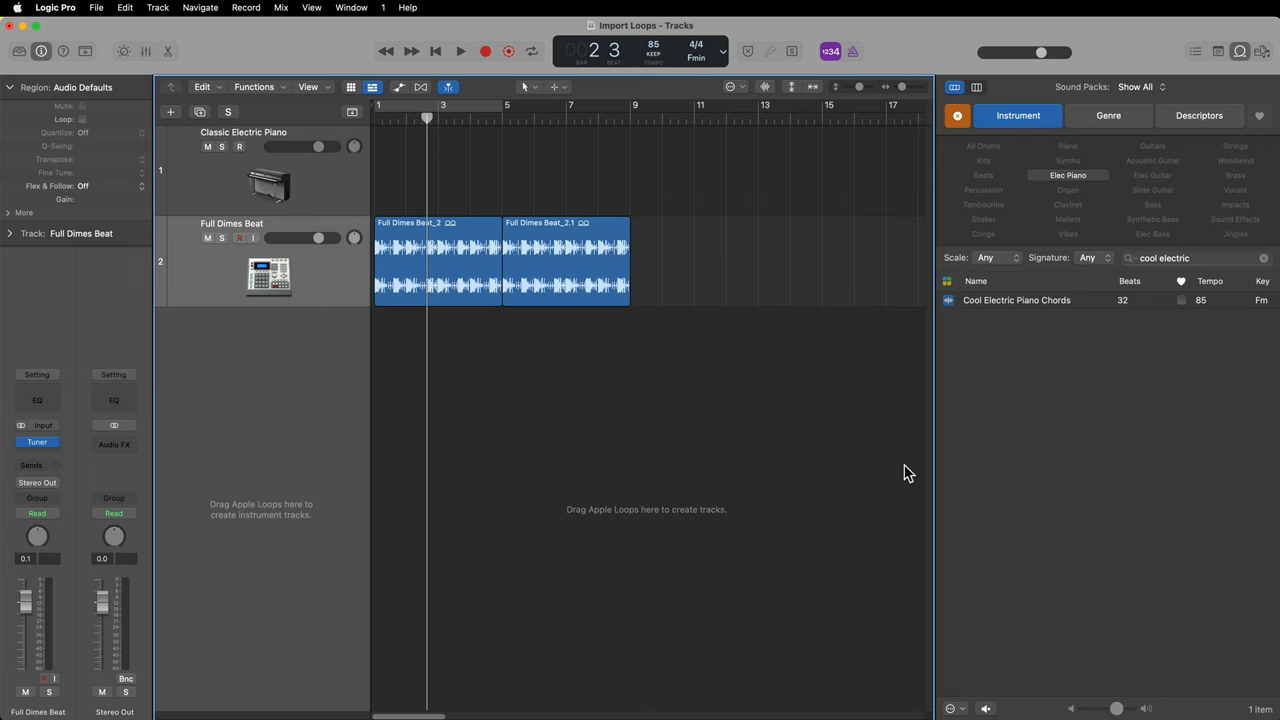 Logic Pro File Edit Track Navigate Record Mix View Window 1 Help
Import Loops - Tracks
002 3
BAR BEAT
85
KEEP
TEMPO
4/4
Fmin
1234
Region: Audio Defaults
Mute:
Loop:
Quantize: Off
Q-Swing:
Transpose:
Fine Tune:
Flex & Follow: Off
Gain:
More
Track: Full Dimes Beat
Setting
EQ
Input
Tuner
Sends
Stereo Out
Group
Read
0.1
M S
Full Dimes Beat
Setting
EQ
Audio FX
Group
Read
0.0
Bnc
M S
Stereo Out
Edit Functions View
S
1 3 5 7 9 11 13 15 17
1
Classic Electric Piano
M S R
2
Full Dimes Beat
M S R I
Full Dimes Beat_2
Full Dimes Beat_2.1
Drag Apple Loops here to
create instrument tracks.
Drag Apple Loops here to create tracks.
Sound Packs: Show All
Instrument Genre Descriptors
All Drums Piano Guitars Strings
Kits Synths Acoustic Guitar Woodwind
Beats Elec Piano Elec Guitar Brass
Percussion Organ Slide Guitar Vocals
Tambourine Clavinet Bass Impacts
Shaker Mallets Synthetic Bass Sound Effects
Conga Vibes Elec Bass Jingles
Scale: Any Signature: Any cool electric
Name Beats Tempo Key
Cool Electric Piano Chords 32 85 Fm
1 item